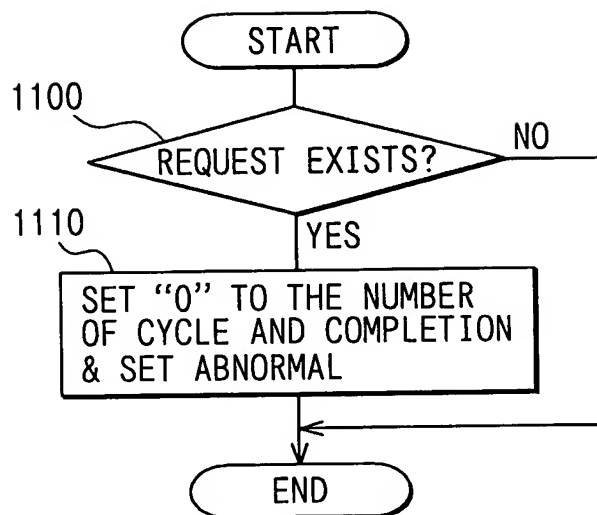 START
1100
REQUEST EXISTS?
NO
YES
1110
SET “0” TO THE NUMBER
OF CYCLE AND COMPLETION
& SET ABNORMAL
END